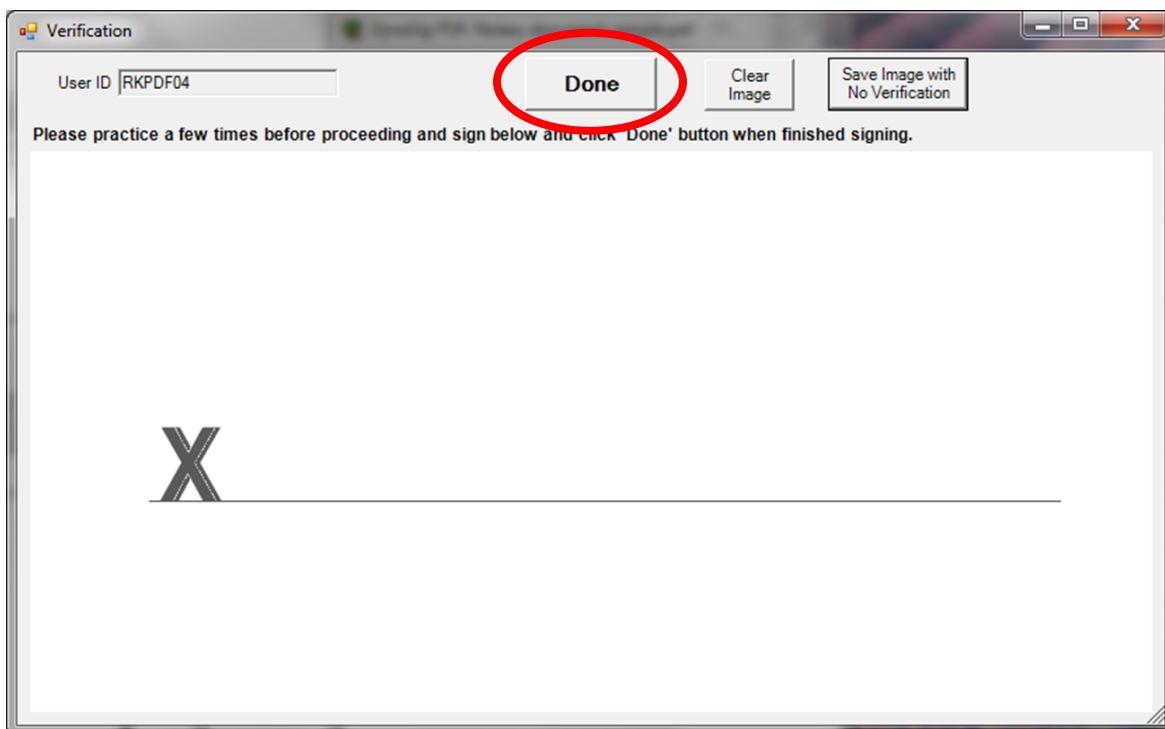 Verification
User ID RKPDF04
Done
Clear
Image
Save Image with
No Verification
Please practice a few times before proceeding and sign below and click 'Done' button when finished signing.
X